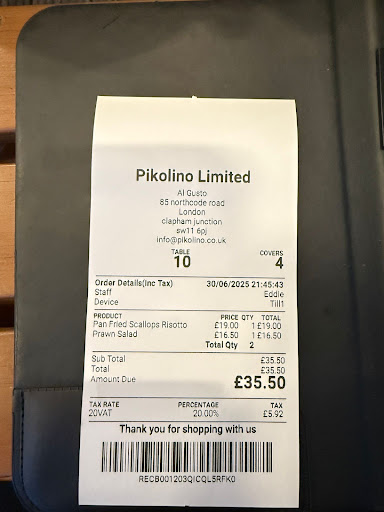 Pikolino Limited
Al Gusto
85 northcode road
London
clapham junction
sw11 6pj
info@pikolino.co.uk
TABLE COVERS
10 4
Order Details(Inc Tax) 30/06/2025 21:45:43
Staff Eddie
Device Till1
PRODUCT PRICE QTY TOTAL
Pan Fried Scallops Risotto £19.00 1 £19.00
Prawn Salad £16.50 1 £16.50
Total Qty 2
Sub Total £35.50
Total £35.50
Amount Due £35.50
TAX RATE PERCENTAGE TAX
20VAT 20.00% £5.92
Thank you for shopping with us
RECB001203QICQL5RFK0